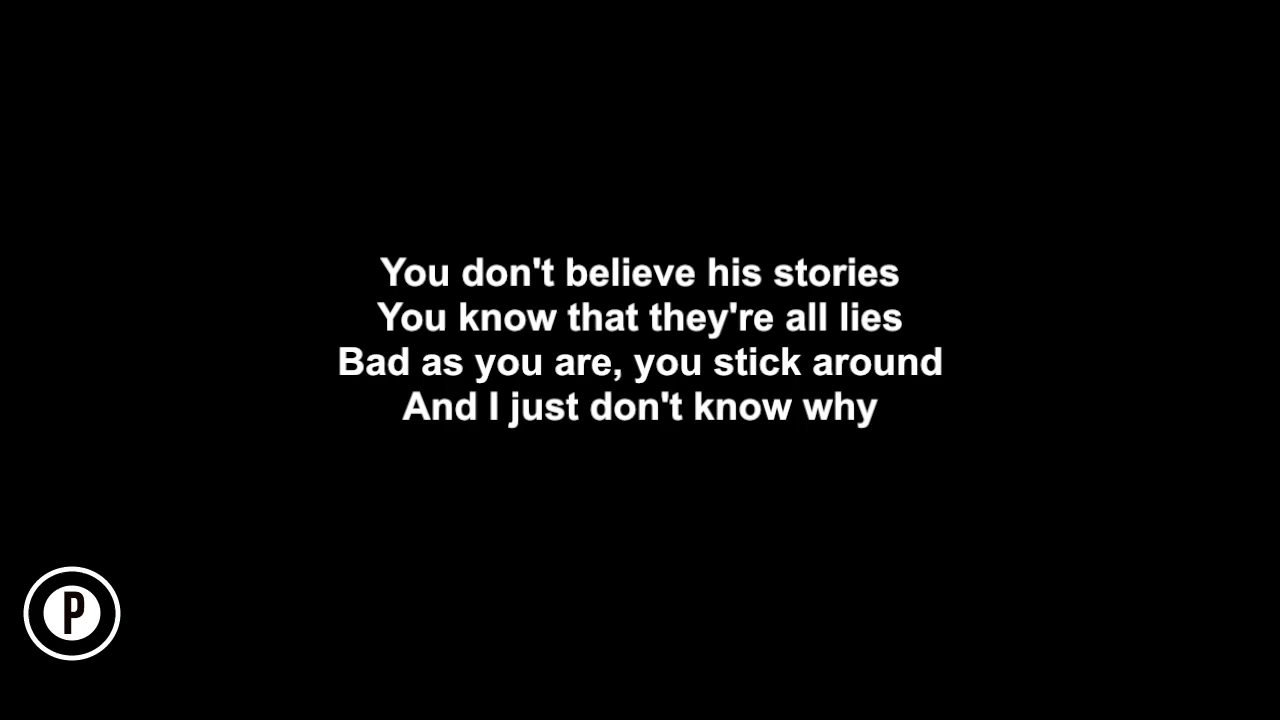 You don't believe his stories
You know that they're all lies
Bad as you are, you stick around
And I just don't know why
P